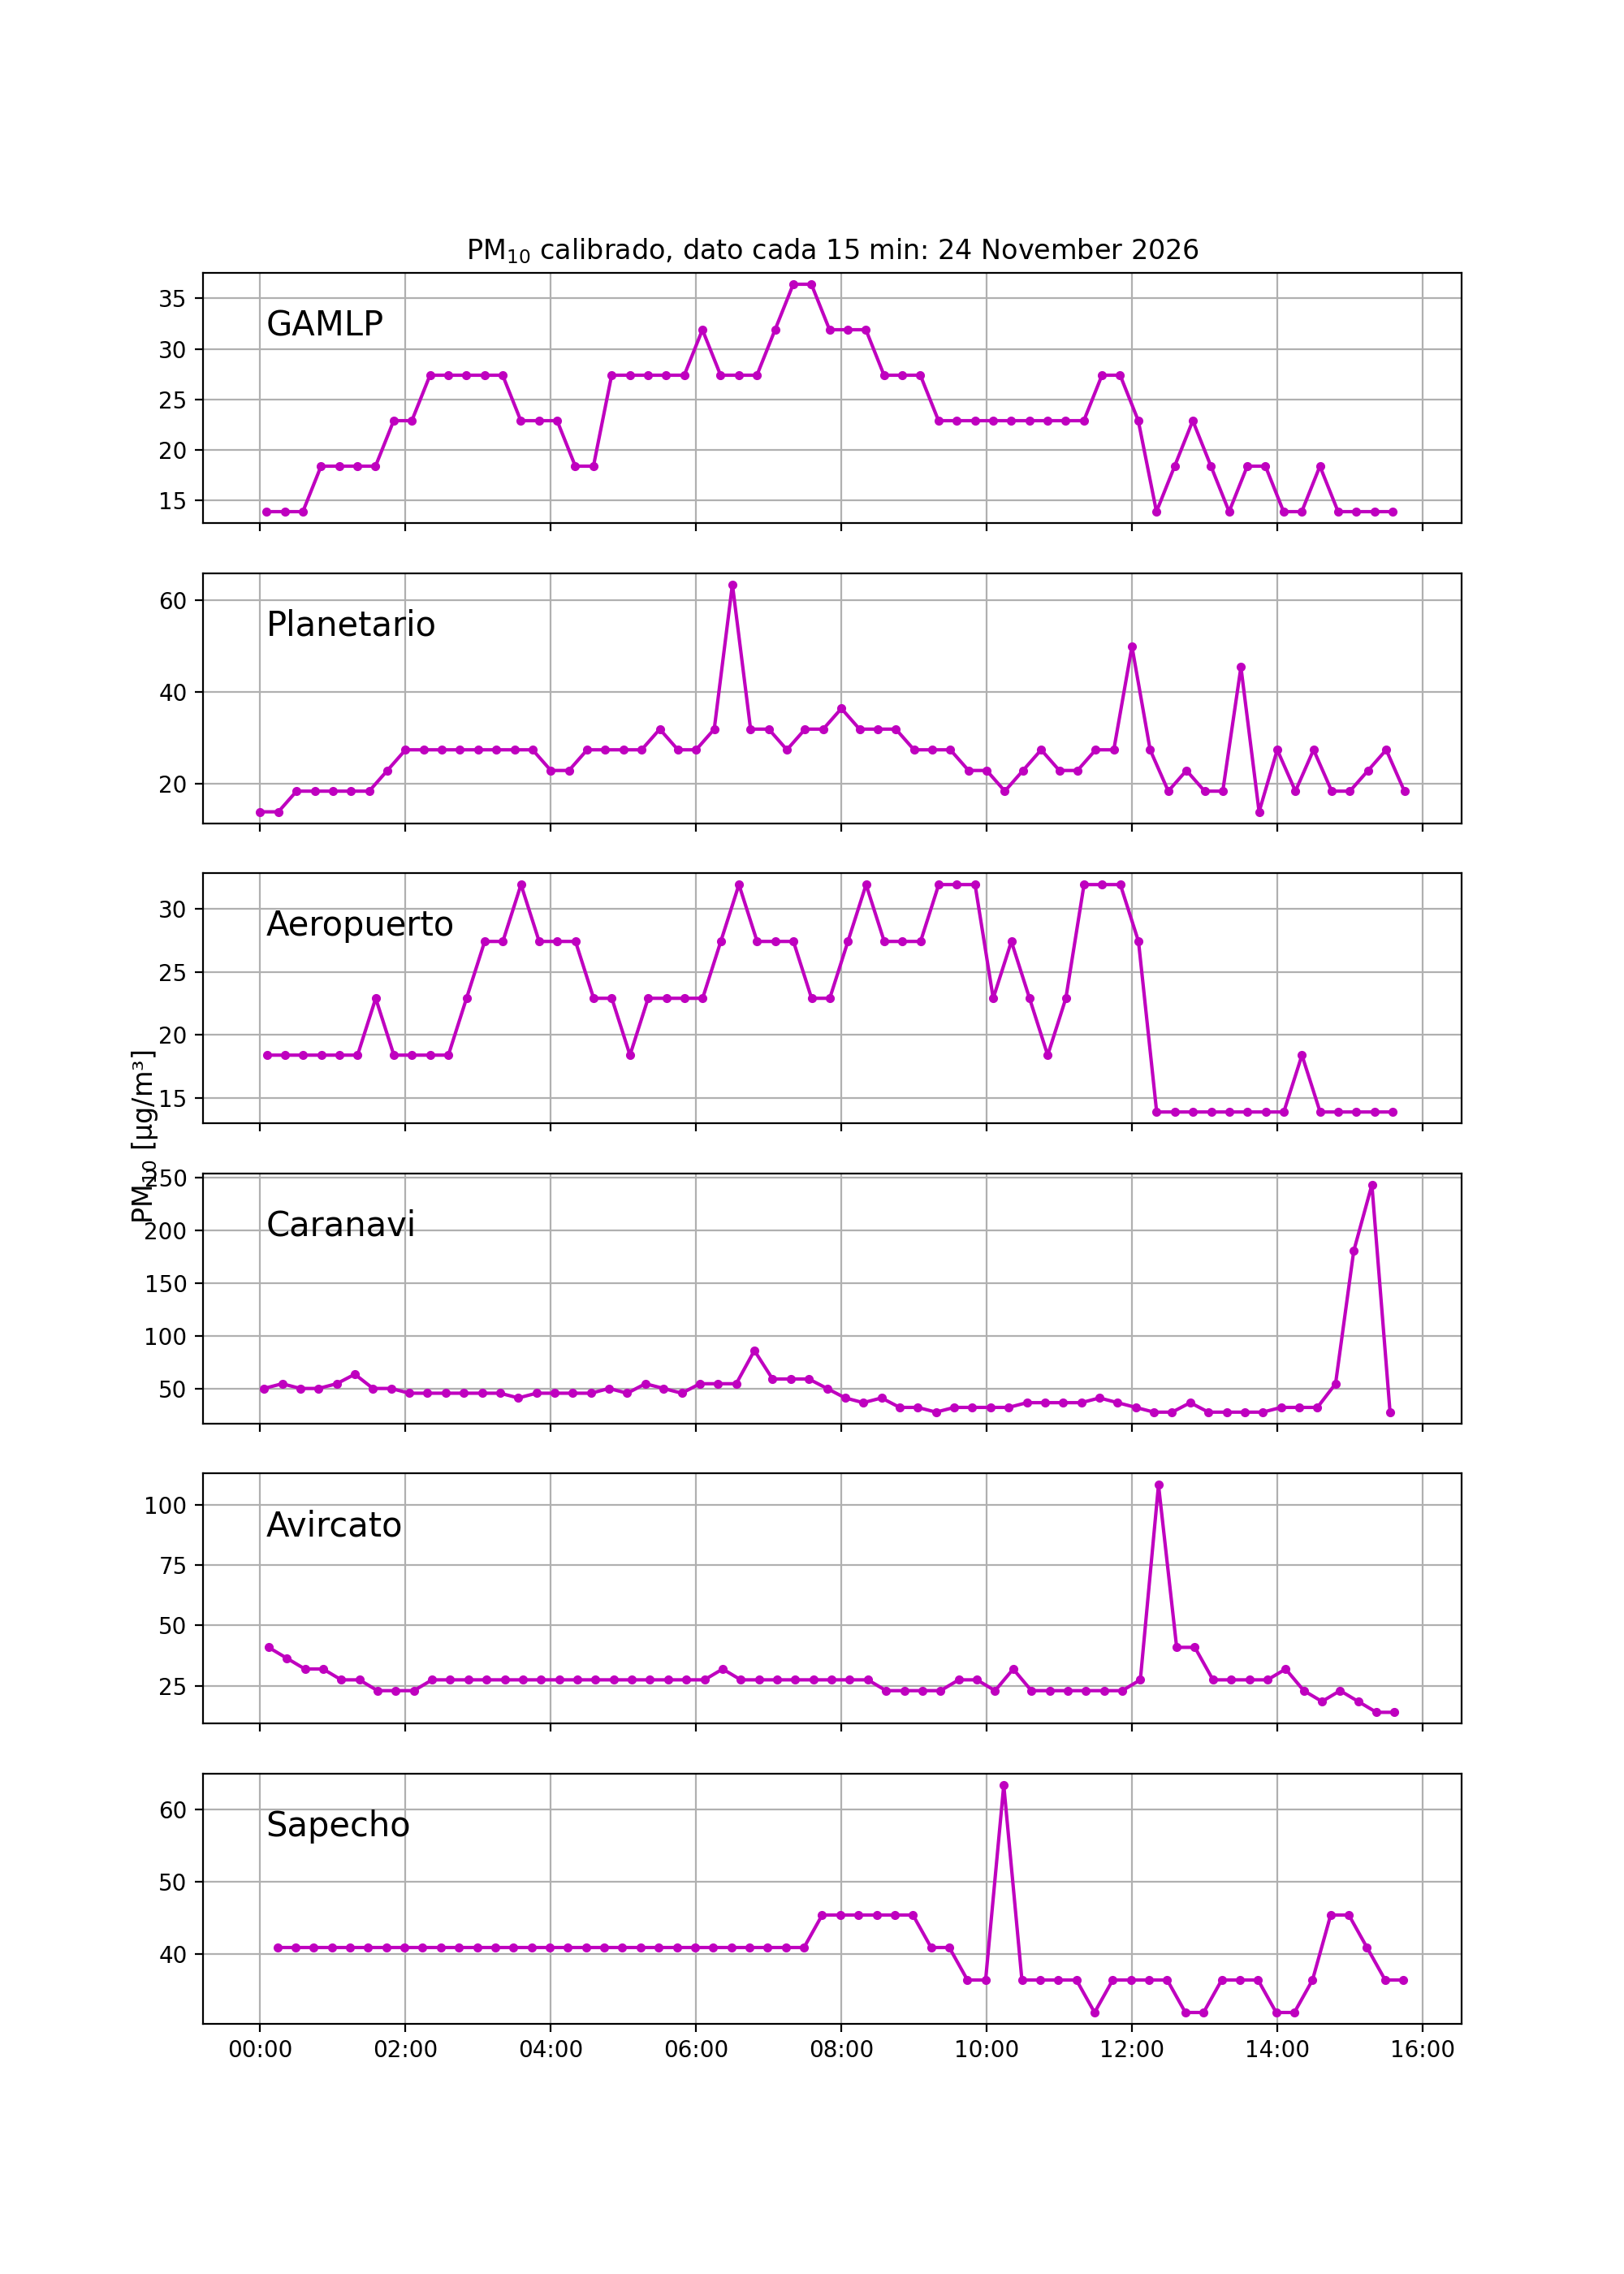 PM₁₀ calibrado, dato cada 15 min: 24 November 2026
35
30
25
20
15
GAMLP
60
40
20
Planetario
30
25
20
15
Aeropuerto
PM₁₀ [µg/m³]
250
200
150
100
50
Caranavi
100
75
50
25
Avircato
60
50
40
Sapecho
00:00 02:00 04:00 06:00 08:00 10:00 12:00 14:00 16:00